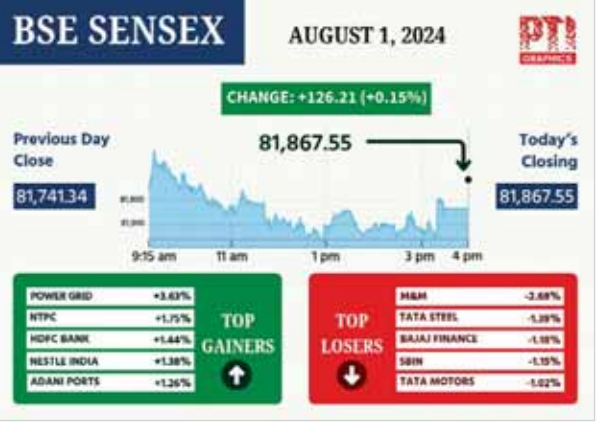 BSE SENSEX
AUGUST 1, 2024
PTI
GRAPHICS
CHANGE: +126.21 (+0.15%)
Previous Day
Close
81,741.34
81,867.55
Today's
Closing
81,867.55
9:15 am
11 am
1 pm
3 pm
4 pm
POWER GRID +3.63%
NTPC +1.75%
HDFC BANK +1.44%
NESTLE INDIA +1.38%
ADANI PORTS +1.26%
TOP
GAINERS
TOP
LOSERS
M&M -2.68%
TATA STEEL -1.39%
BAJAJ FINANCE -1.18%
SBIN -1.15%
TATA MOTORS -1.02%